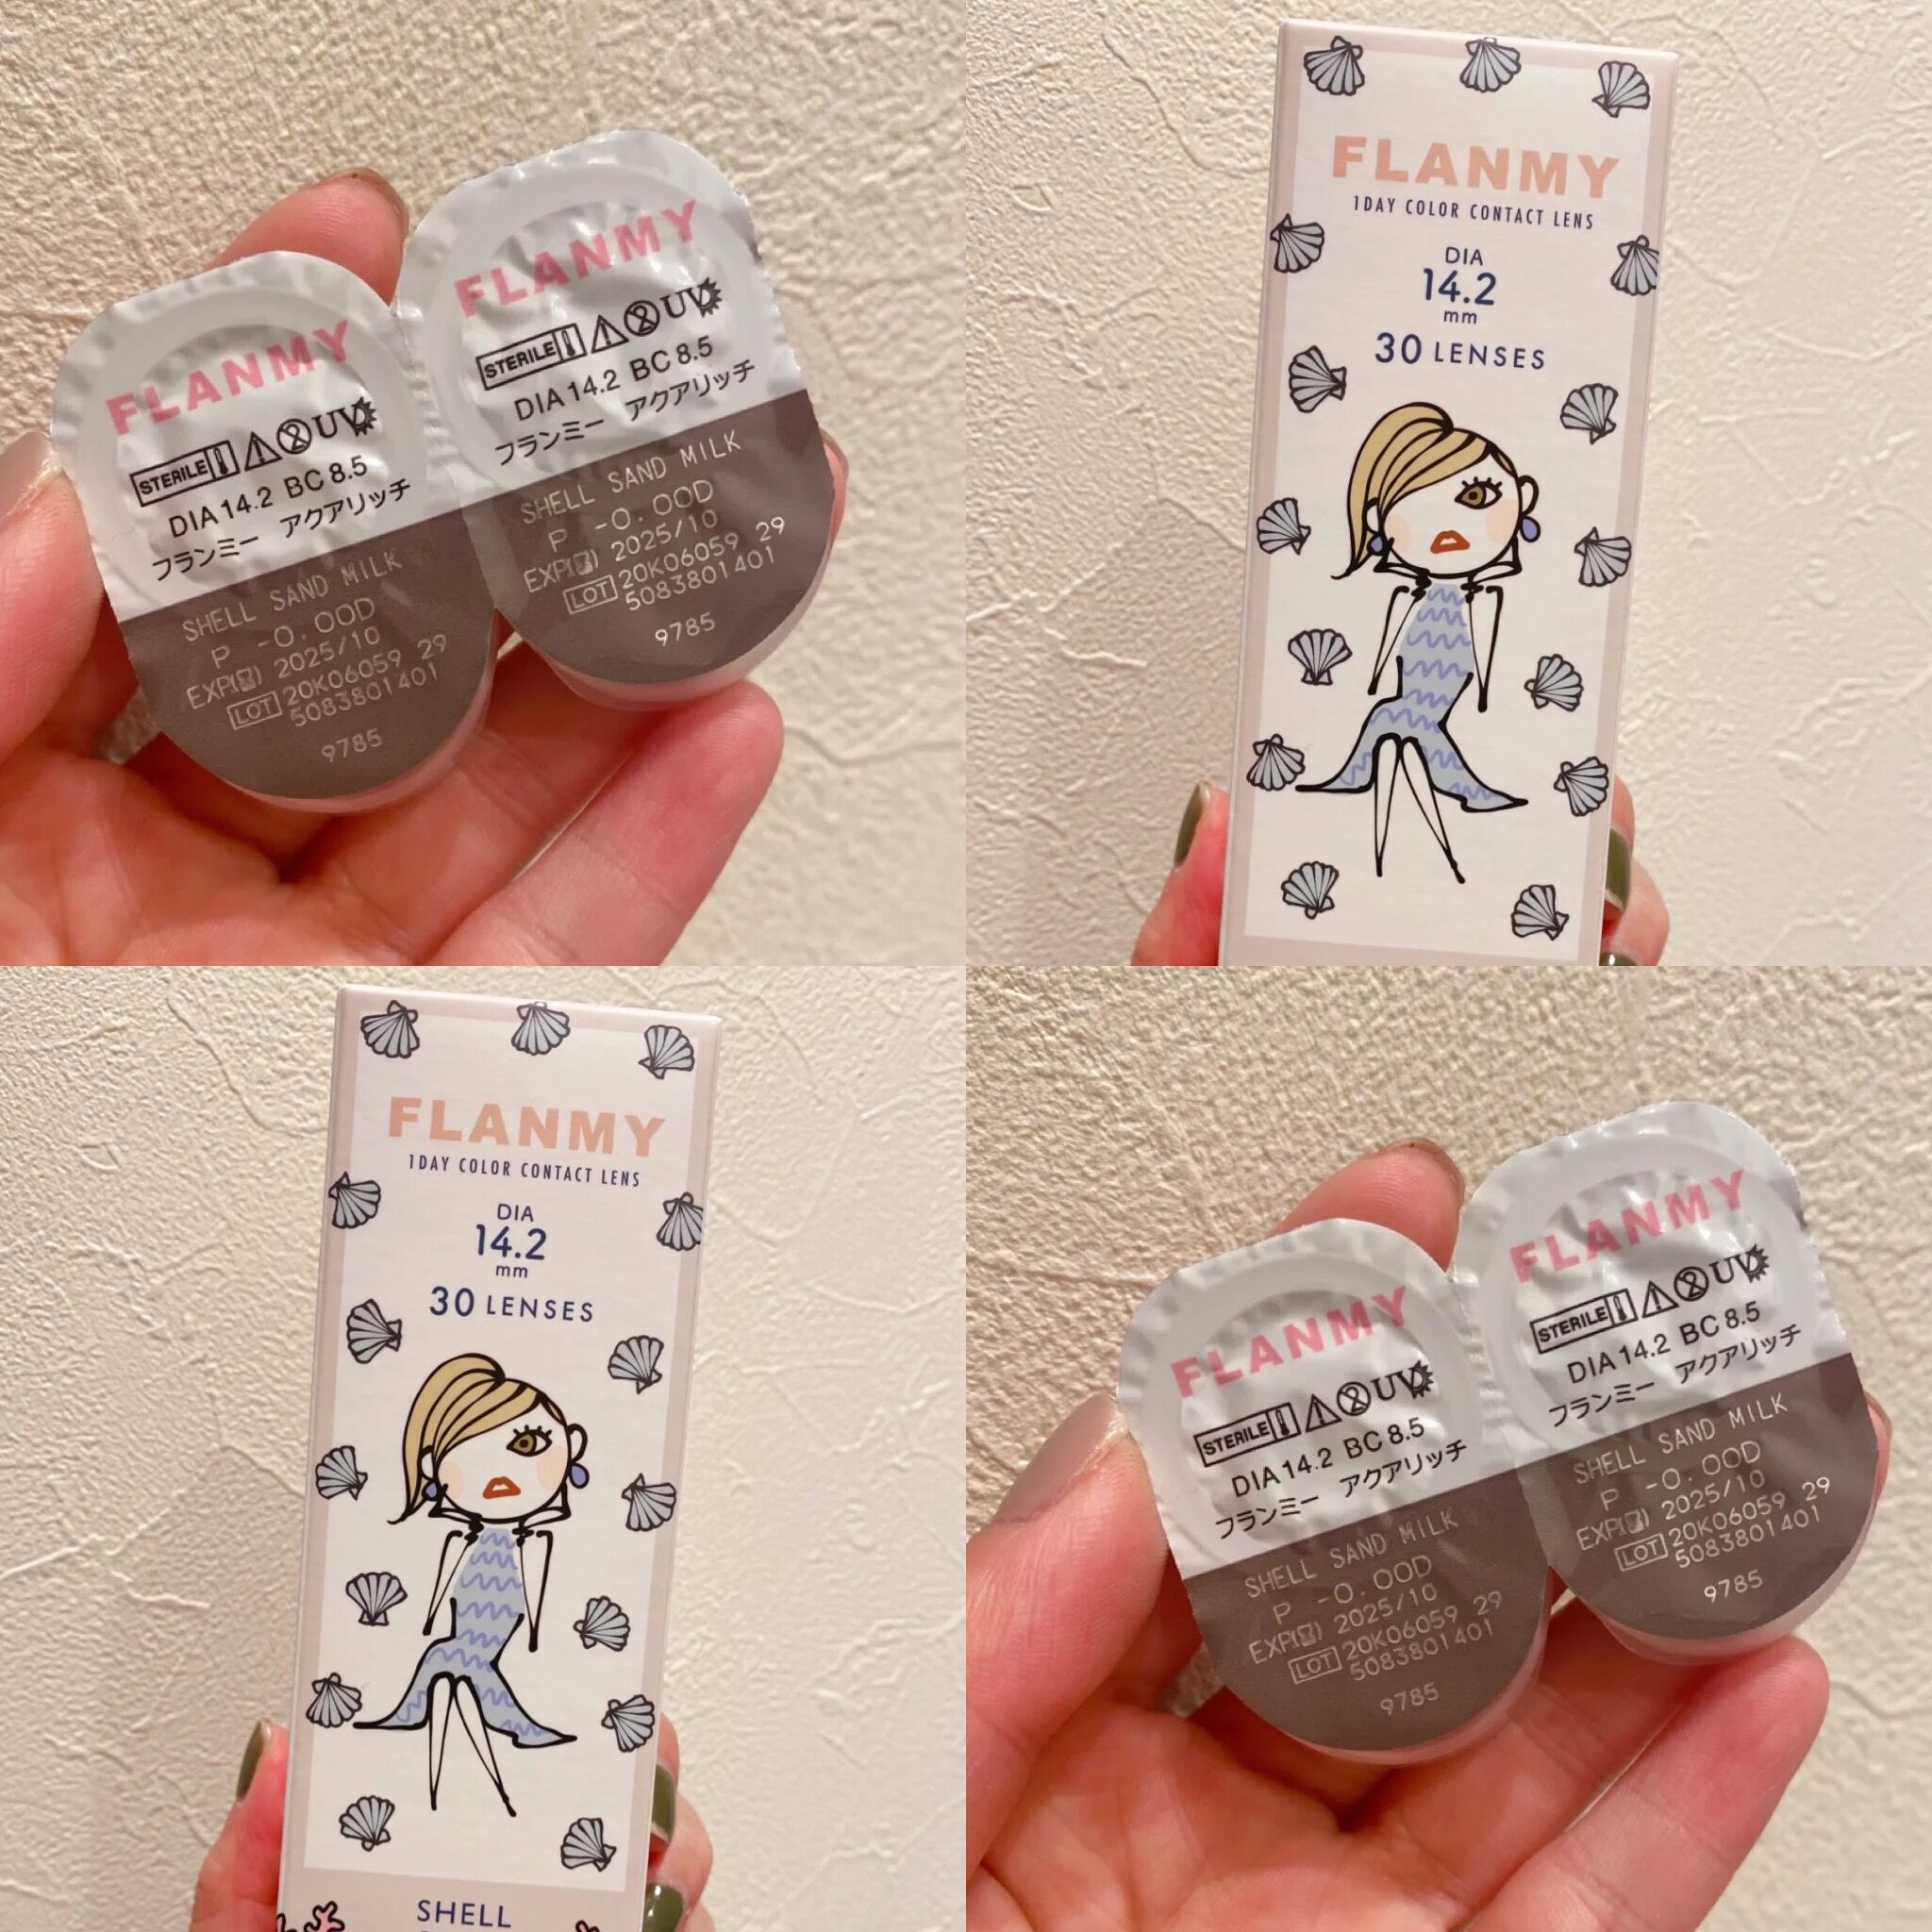 FLANMY
STERILE UV
DIA 14.2 BC 8.5
フランミー アクアリッチ
SHELL SAND MILK
P -0.00D
EXP 2025/10
LOT 20K06059 29
5083801401
9785
FLANMY
STERILE UV
DIA 14.2 BC 8.5
フランミー アクアリッチ
SHELL SAND MILK
P -0.00D
EXP 2025/10
LOT 20K06059 29
5083801401
9785
FLANMY
1DAY COLOR CONTACT LENS
DIA
14.2
mm
30 LENSES
FLANMY
1DAY COLOR CONTACT LENS
DIA
14.2
mm
30 LENSES
SHELL
FLANMY
STERILE UV
DIA 14.2 BC 8.5
フランミー アクアリッチ
SHELL SAND MILK
P -0.00D
EXP 2025/10
LOT 20K06059 29
5083801401
9785
FLANMY
STERILE UV
DIA 14.2 BC 8.5
フランミー アクアリッチ
SHELL SAND MILK
P -0.00D
EXP 2025/10
LOT 20K06059 29
5083801401
9785